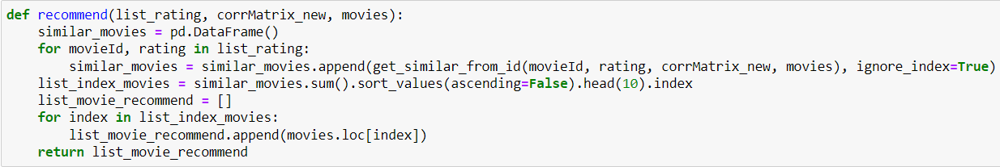 def recommend(list_rating, corrMatrix_new, movies):
    similar_movies = pd.DataFrame()
    for movieId, rating in list_rating:
        similar_movies = similar_movies.append(get_similar_from_id(movieId, rating, corrMatrix_new, movies), ignore_index=True)
    list_index_movies = similar_movies.sum().sort_values(ascending=False).head(10).index
    list_movie_recommend = []
    for index in list_index_movies:
        list_movie_recommend.append(movies.loc[index])
    return list_movie_recommend